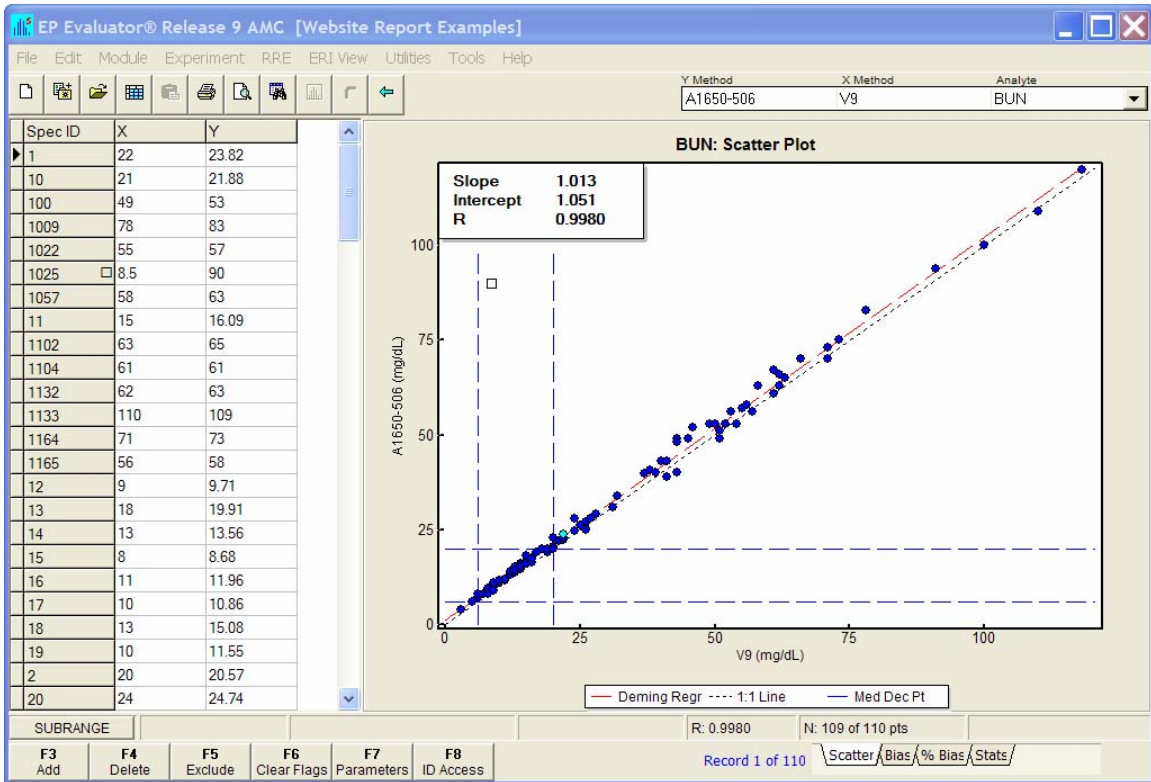 EP Evaluator® Release 9 AMC [Website Report Examples]
File Edit Module Experiment RRE ERI View Utilities Tools Help
Y Method X Method Analyte
A1650-506 V9 BUN
Spec ID X Y
1 22 23.82
10 21 21.88
100 49 53
1009 78 83
1022 55 57
1025 8.5 90
1057 58 63
11 15 16.09
1102 63 65
1104 61 61
1132 62 63
1133 110 109
1164 71 73
1165 56 58
12 9 9.71
13 18 19.91
14 13 13.56
15 8 8.68
16 11 11.96
17 10 10.86
18 13 15.08
19 10 11.55
2 20 20.57
20 24 24.74
BUN: Scatter Plot
Slope 1.013
Intercept 1.051
R 0.9980
100
75
50
25
0
A1650-506 (mg/dL)
0 25 50 75 100
V9 (mg/dL)
Deming Regr 1:1 Line Med Dec Pt
SUBRANGE R: 0.9980 N: 109 of 110 pts
F3 F4 F5 F6 F7 F8
Add Delete Exclude Clear Flags Parameters ID Access
Record 1 of 110 Scatter Bias % Bias Stats